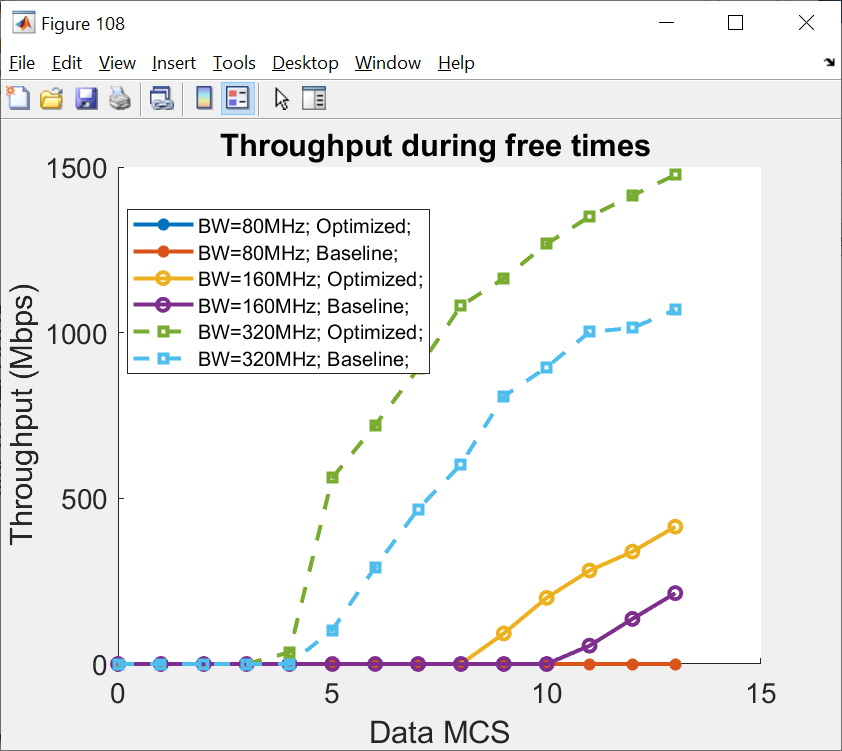 Figure 108
File Edit View Insert Tools Desktop Window Help
Throughput during free times
1500
1000
500
0
Throughput (Mbps)
BW=80MHz; Optimized;
BW=80MHz; Baseline;
BW=160MHz; Optimized;
BW=160MHz; Baseline;
BW=320MHz; Optimized;
BW=320MHz; Baseline;
0 5 10 15
Data MCS